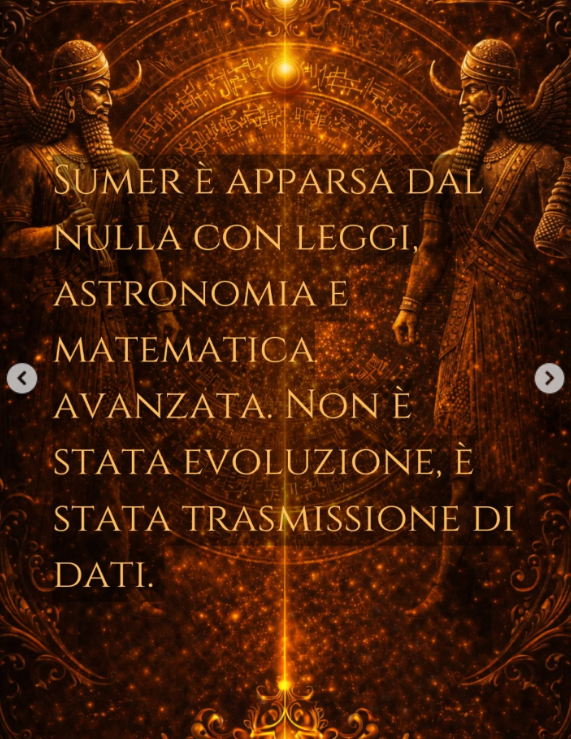 Sumer è apparsa dal
nulla con leggi,
astronomia e
matematica
avanzata. Non è
stata evoluzione, è
stata trasmissione di
dati.